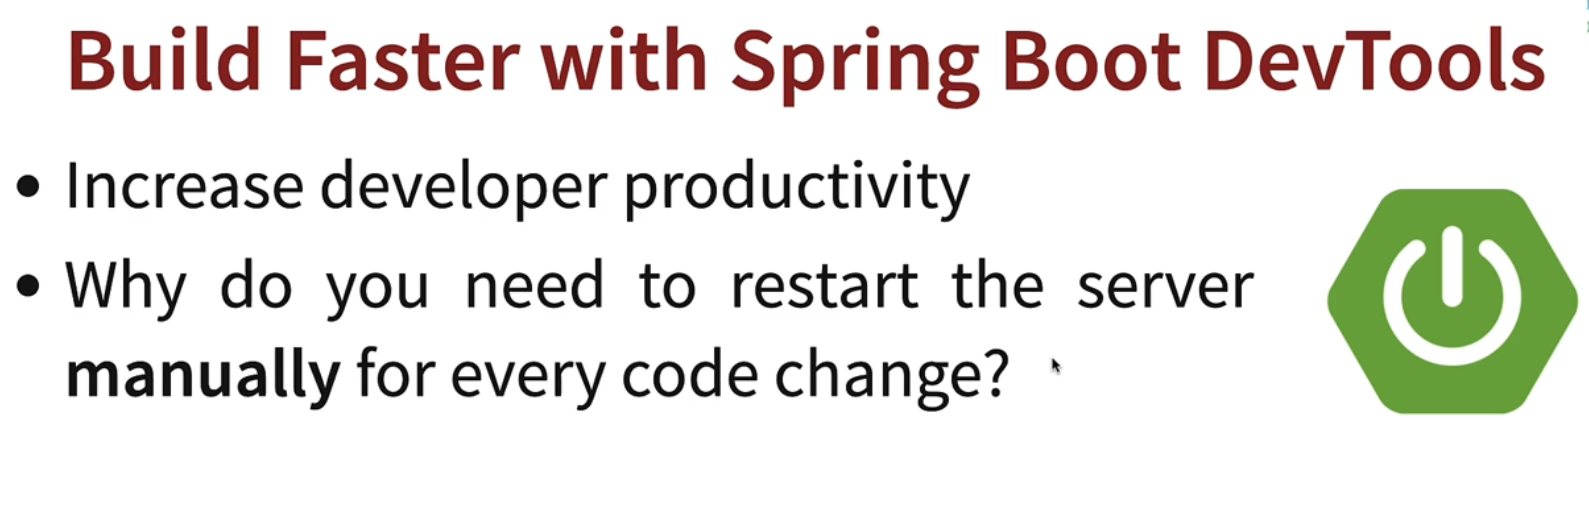 Build Faster with Spring Boot DevTools
• Increase developer productivity
• Why do you need to restart the server
manually for every code change?